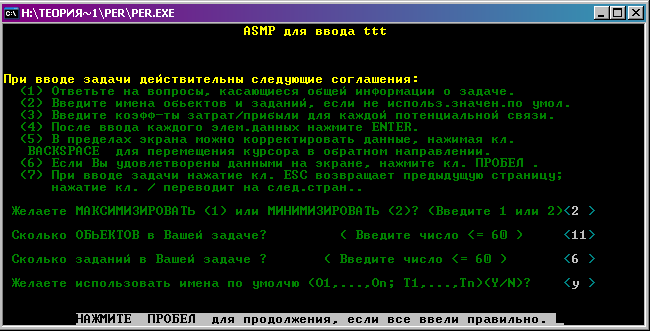 H:\ТЕОРИЯ~1\PER\PER.EXE
ASMP для ввода ttt
При вводе задачи действительны следующие соглашения:
(1) Ответьте на вопросы, касающиеся общей информации о задаче.
(2) Введите имена объектов и заданий, если не использ.значен.по умол.
(3) Введите коэфф-ты затрат/прибыли для каждой потенциальной связи.
(4) После ввода каждого элем.данных нажмите ENTER.
(5) В пределах экрана можно корректировать данные, нажимая кл.
BACKSPACE для перемещения курсора в обратном направлении.
(6) Если Вы удовлетворены данными на экране, нажмите кл. ПРОБЕЛ .
(7) При вводе задачи нажатие кл. ESC возвращает предыдущую страницу;
нажатие кл. / переводит на след.стран..
Желаете МАКСИМИЗИРОВАТЬ (1) или МИНИМИЗИРОВАТЬ (2)? (Введите 1 или 2)<2 >
Сколько ОБЬЕКТОВ в Вашей задаче? ( Введите число <= 60 ) <11>
Сколько заданий в Вашей задаче ? ( Введите число <= 60 ) <6 >
Желаете использовать имена по умолчю (O1,...,On; T1,...,Tn)(Y/N)? <y >
НАЖМИТЕ ПРОБЕЛ для продолжения, если все ввели правильно.